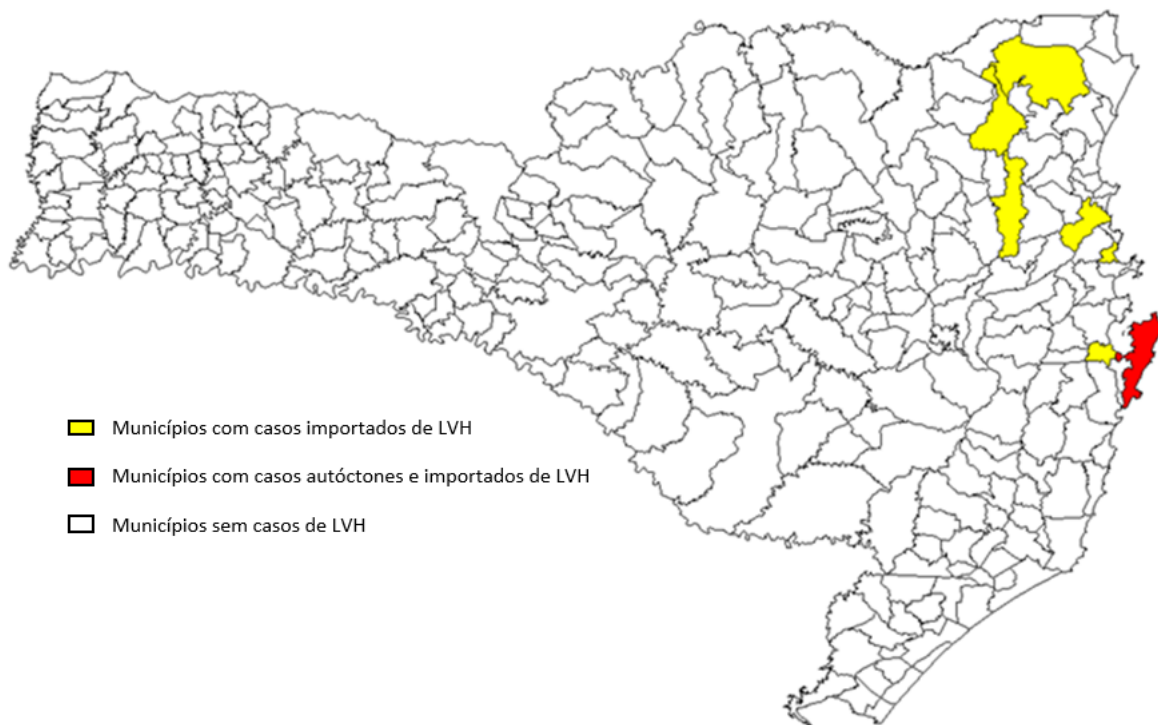 Municípios com casos importados de LVH
Municípios com casos autóctones e importados de LVH
Municípios sem casos de LVH